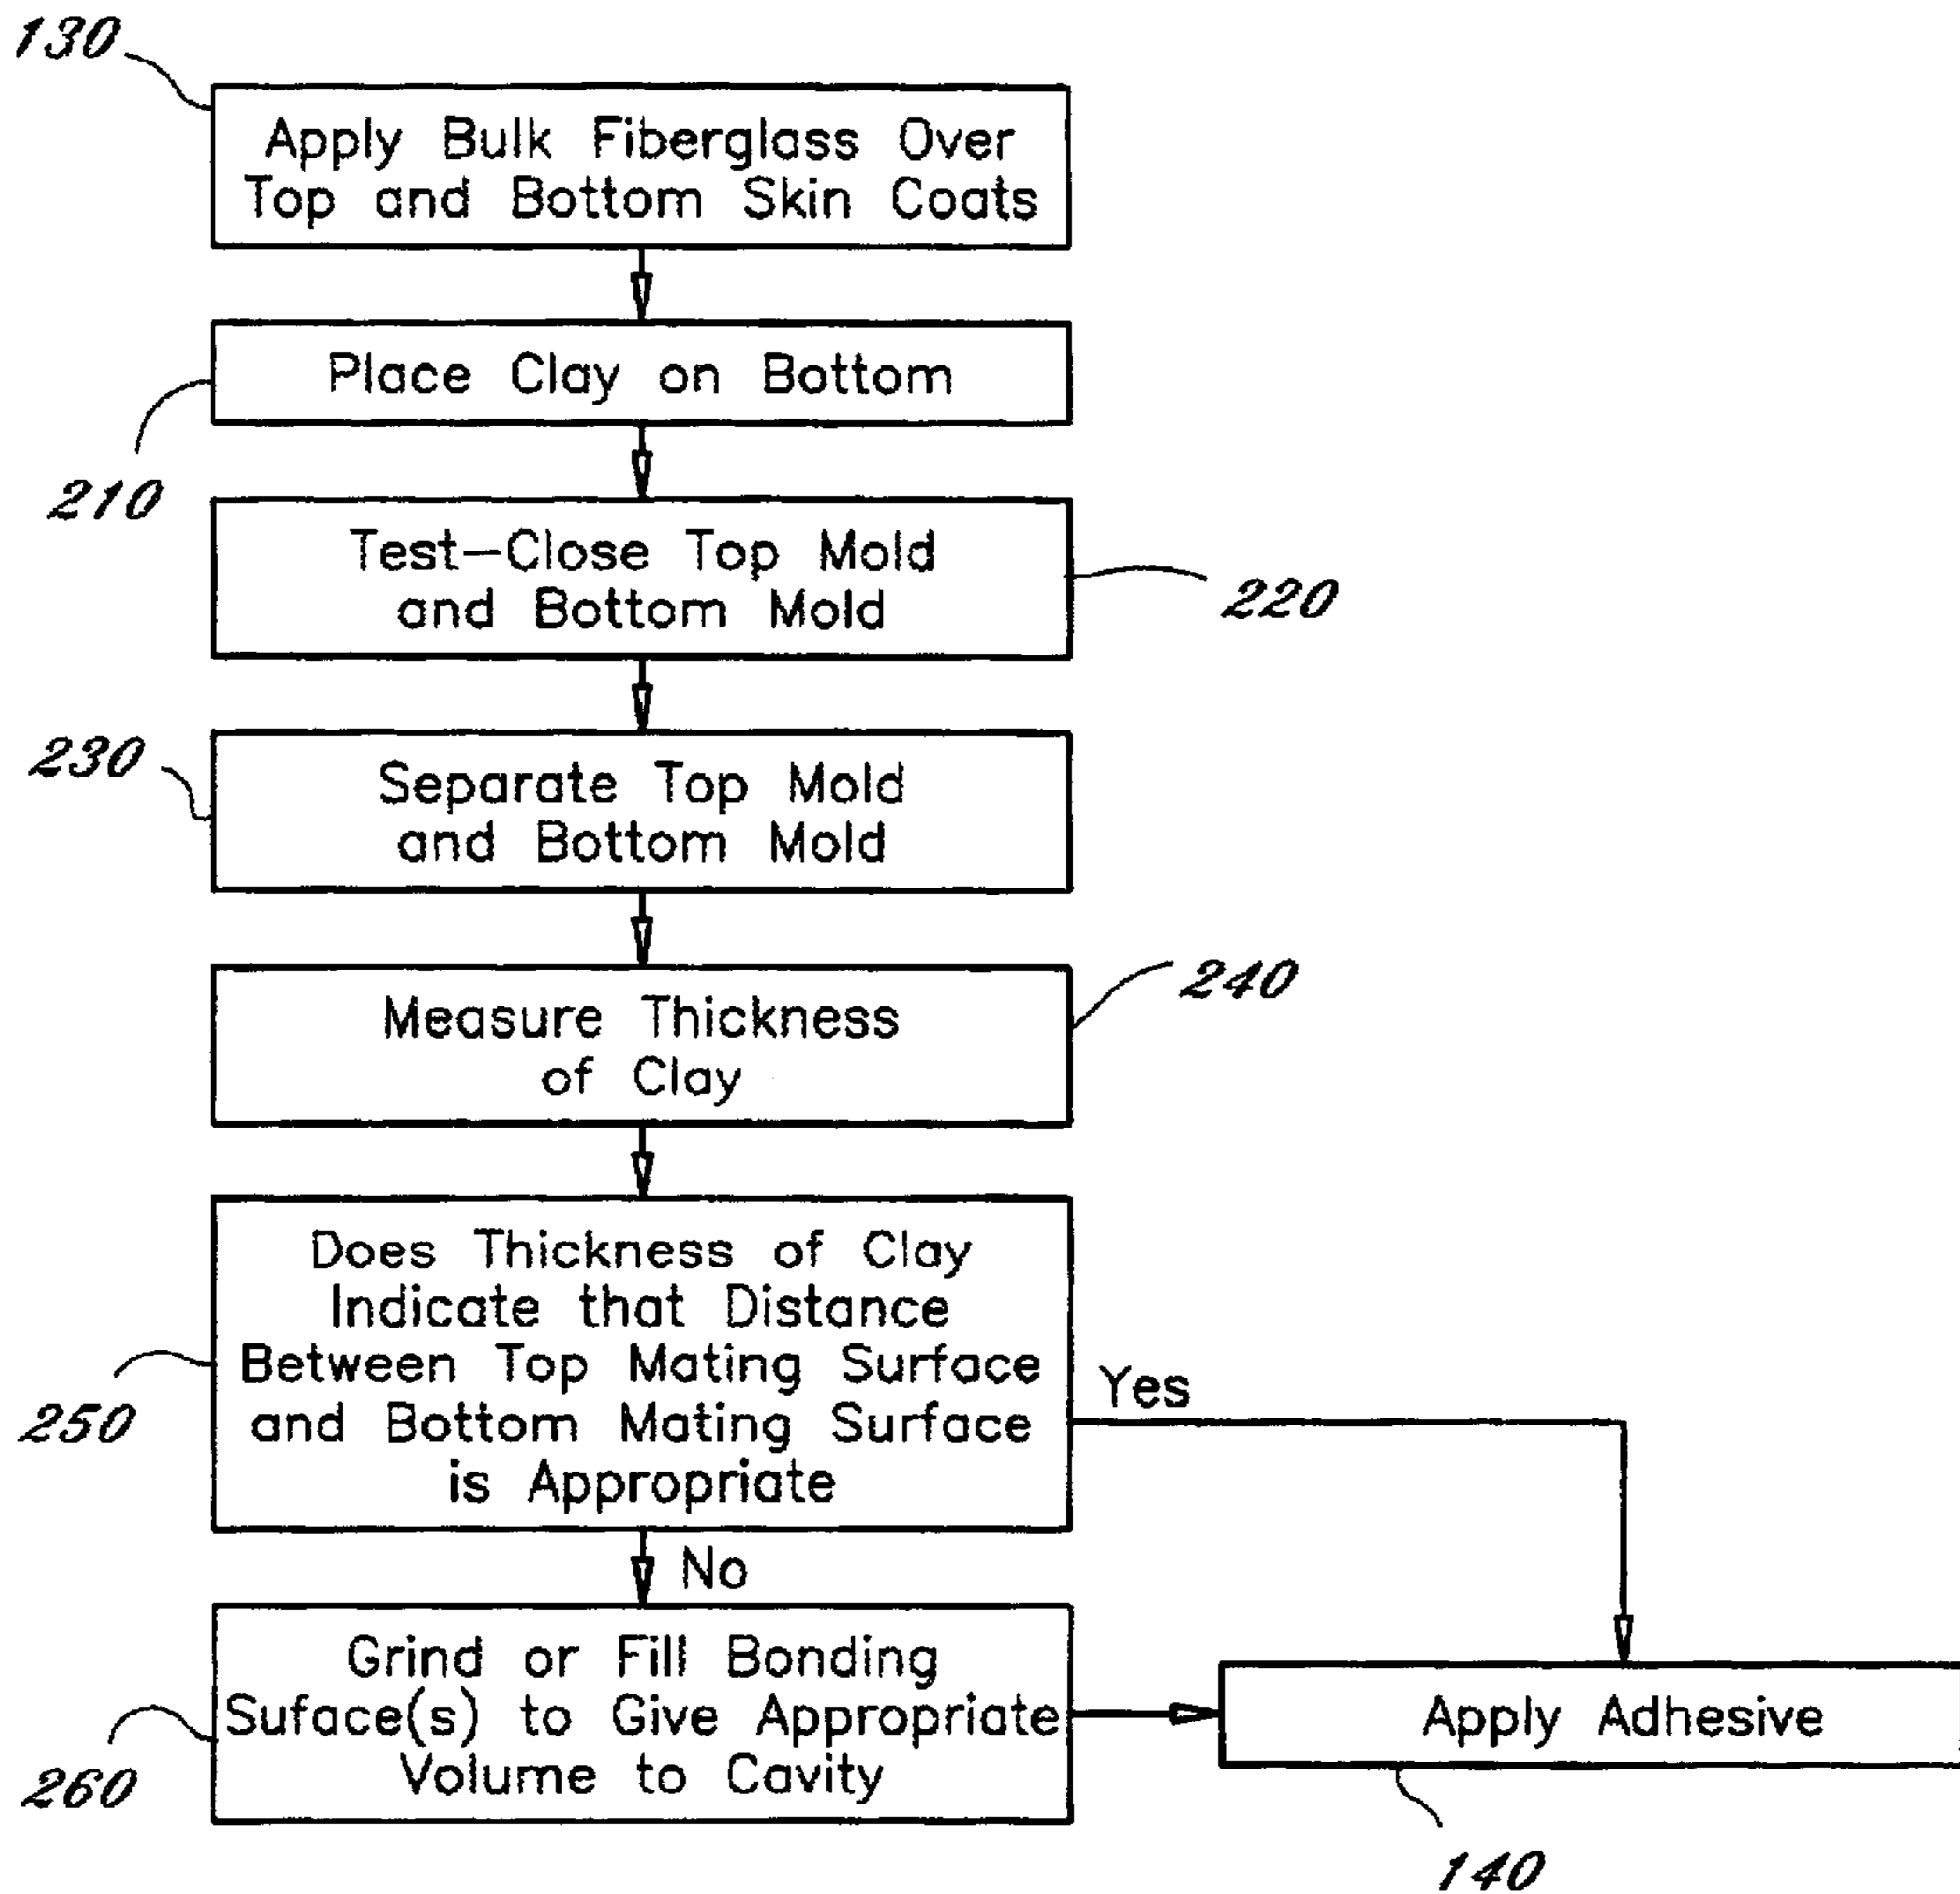 130
Apply Bulk Fiberglass Over
Top and Bottom Skin Coats
Place Clay on Bottom
210
Test-Close Top Mold
and Bottom Mold
220
230
Separate Top Mold
and Bottom Mold
240
Measure Thickness
of Clay
Does Thickness of Clay
Indicate that Distance
Between Top Mating Surface
and Bottom Mating Surface
is Appropriate
250
Yes
No
Grind or Fill Bonding
Suface(s) to Give Appropriate
Volume to Cavity
260
Apply Adhesive
140